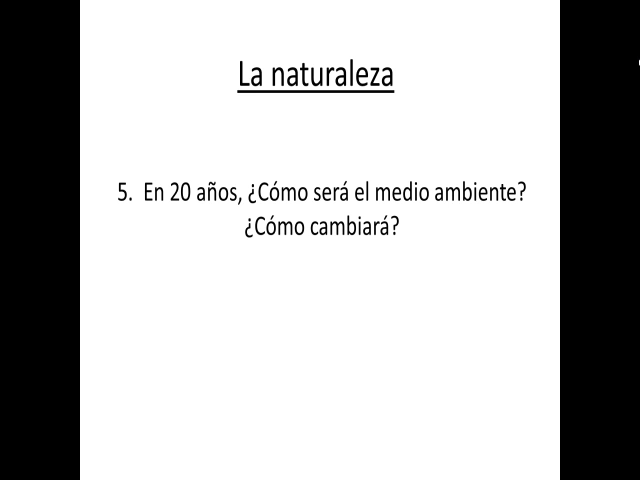 La naturaleza
5. En 20 años, ¿Cómo será el medio ambiente?
¿Cómo cambiará?